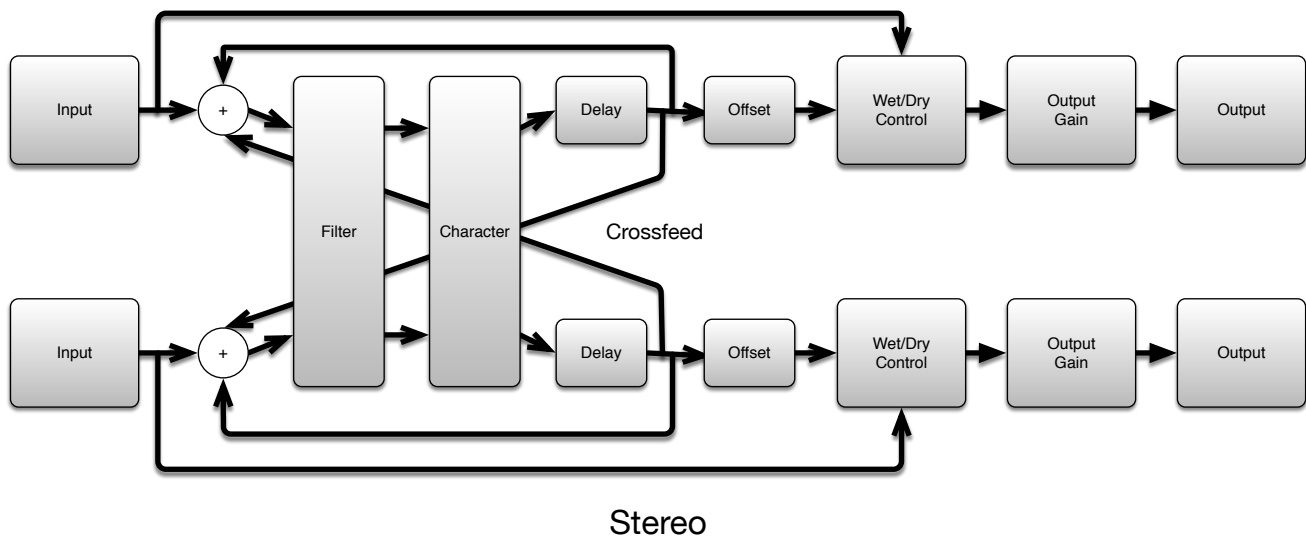 Input
+
Delay
Offset
Wet/Dry
Control
Output
Gain
Output
Filter
Character
Crossfeed
Input
+
Delay
Offset
Wet/Dry
Control
Output
Gain
Output
Stereo